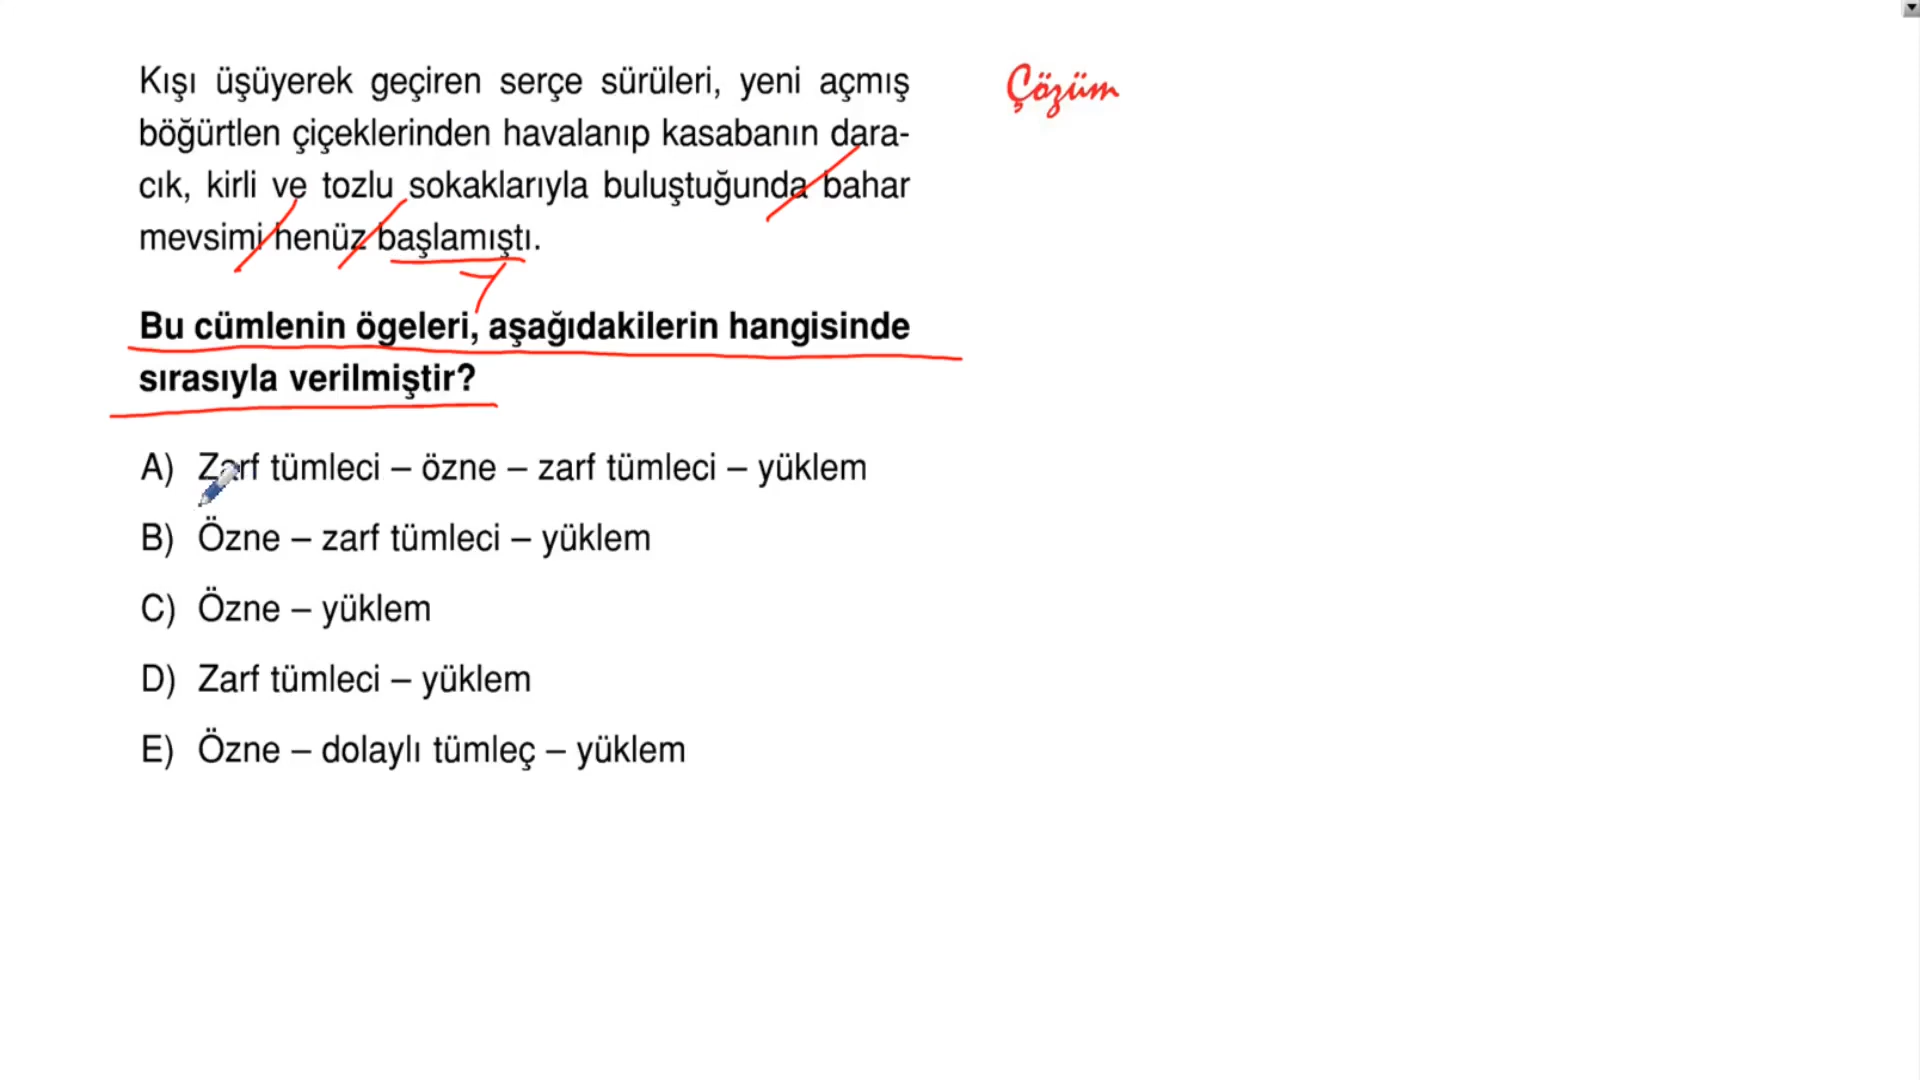 Kışı üşüyerek geçiren serçe sürüleri, yeni açmış
böğürtlen çiçeklerinden havalanıp kasabanın dara-
cık, kirli ve tozlu sokaklarıyla buluştuğunda bahar
mevsimi henüz başlamıştı.
Bu cümlenin ögeleri, aşağıdakilerin hangisinde
sırasıyla verilmiştir?
A) Zarf tümleci – özne – zarf tümleci – yüklem
B) Özne – zarf tümleci – yüklem
C) Özne – yüklem
D) Zarf tümleci – yüklem
E) Özne – dolaylı tümleç – yüklem
Çözüm